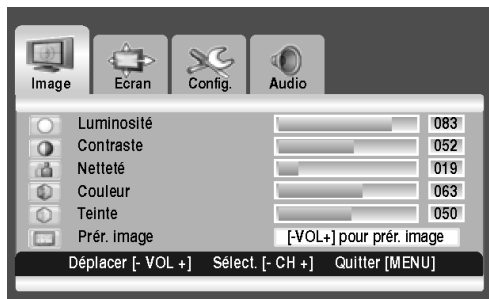 Image Ecran Config. Audio
Luminosité 083
Contraste 052
Netteté 019
Couleur 063
Teinte 050
Prér. image [-VOL+] pour prér. image
Déplacer [- VOL +] Sélect. [- CH +] Quitter [MENU]